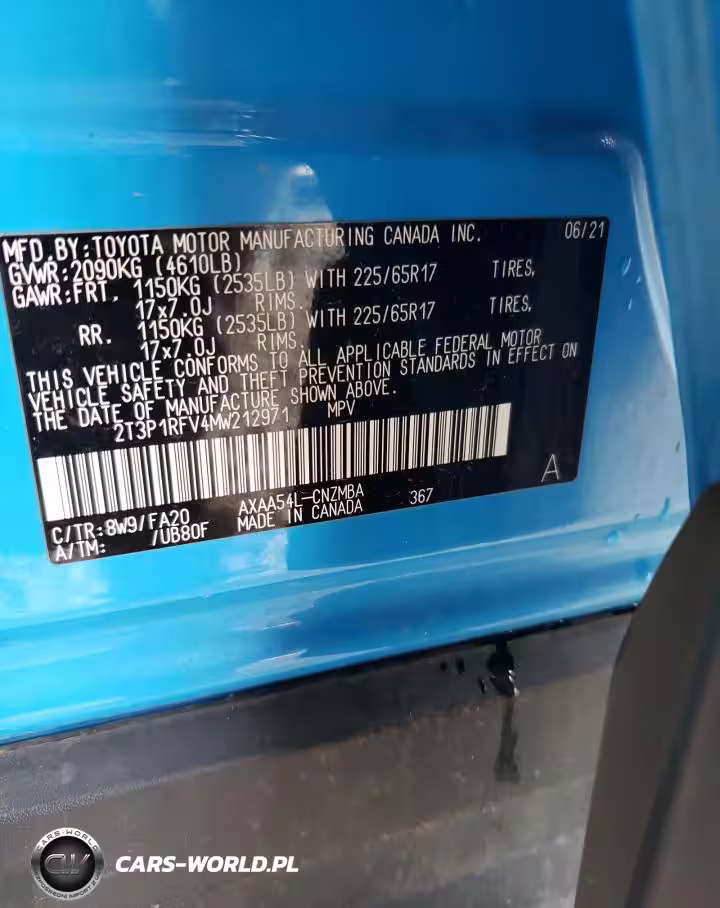 MFD.BY:TOYOTA MOTOR MANUFACTURING CANADA INC. 06/21
GVWR:2090KG (4610LB)
GAWR:FRT. 1150KG (2535LB) WITH 225/65R17 TIRES,
17x7.0J RIMS.
RR. 1150KG (2535LB) WITH 225/65R17 TIRES,
17x7.0J RIMS.
THIS VEHICLE CONFORMS TO ALL APPLICABLE FEDERAL MOTOR
VEHICLE SAFETY AND THEFT PREVENTION STANDARDS IN EFFECT ON
THE DATE OF MANUFACTURE SHOWN ABOVE.
2T3P1RFV4MW212971 MPV
A
C/TR:8W9/FA20 AXAA54L-CNZMBA 367
A/TM: /UB80F MADE IN CANADA
CARS-WORLD
CW
CARS-WORLD.PL